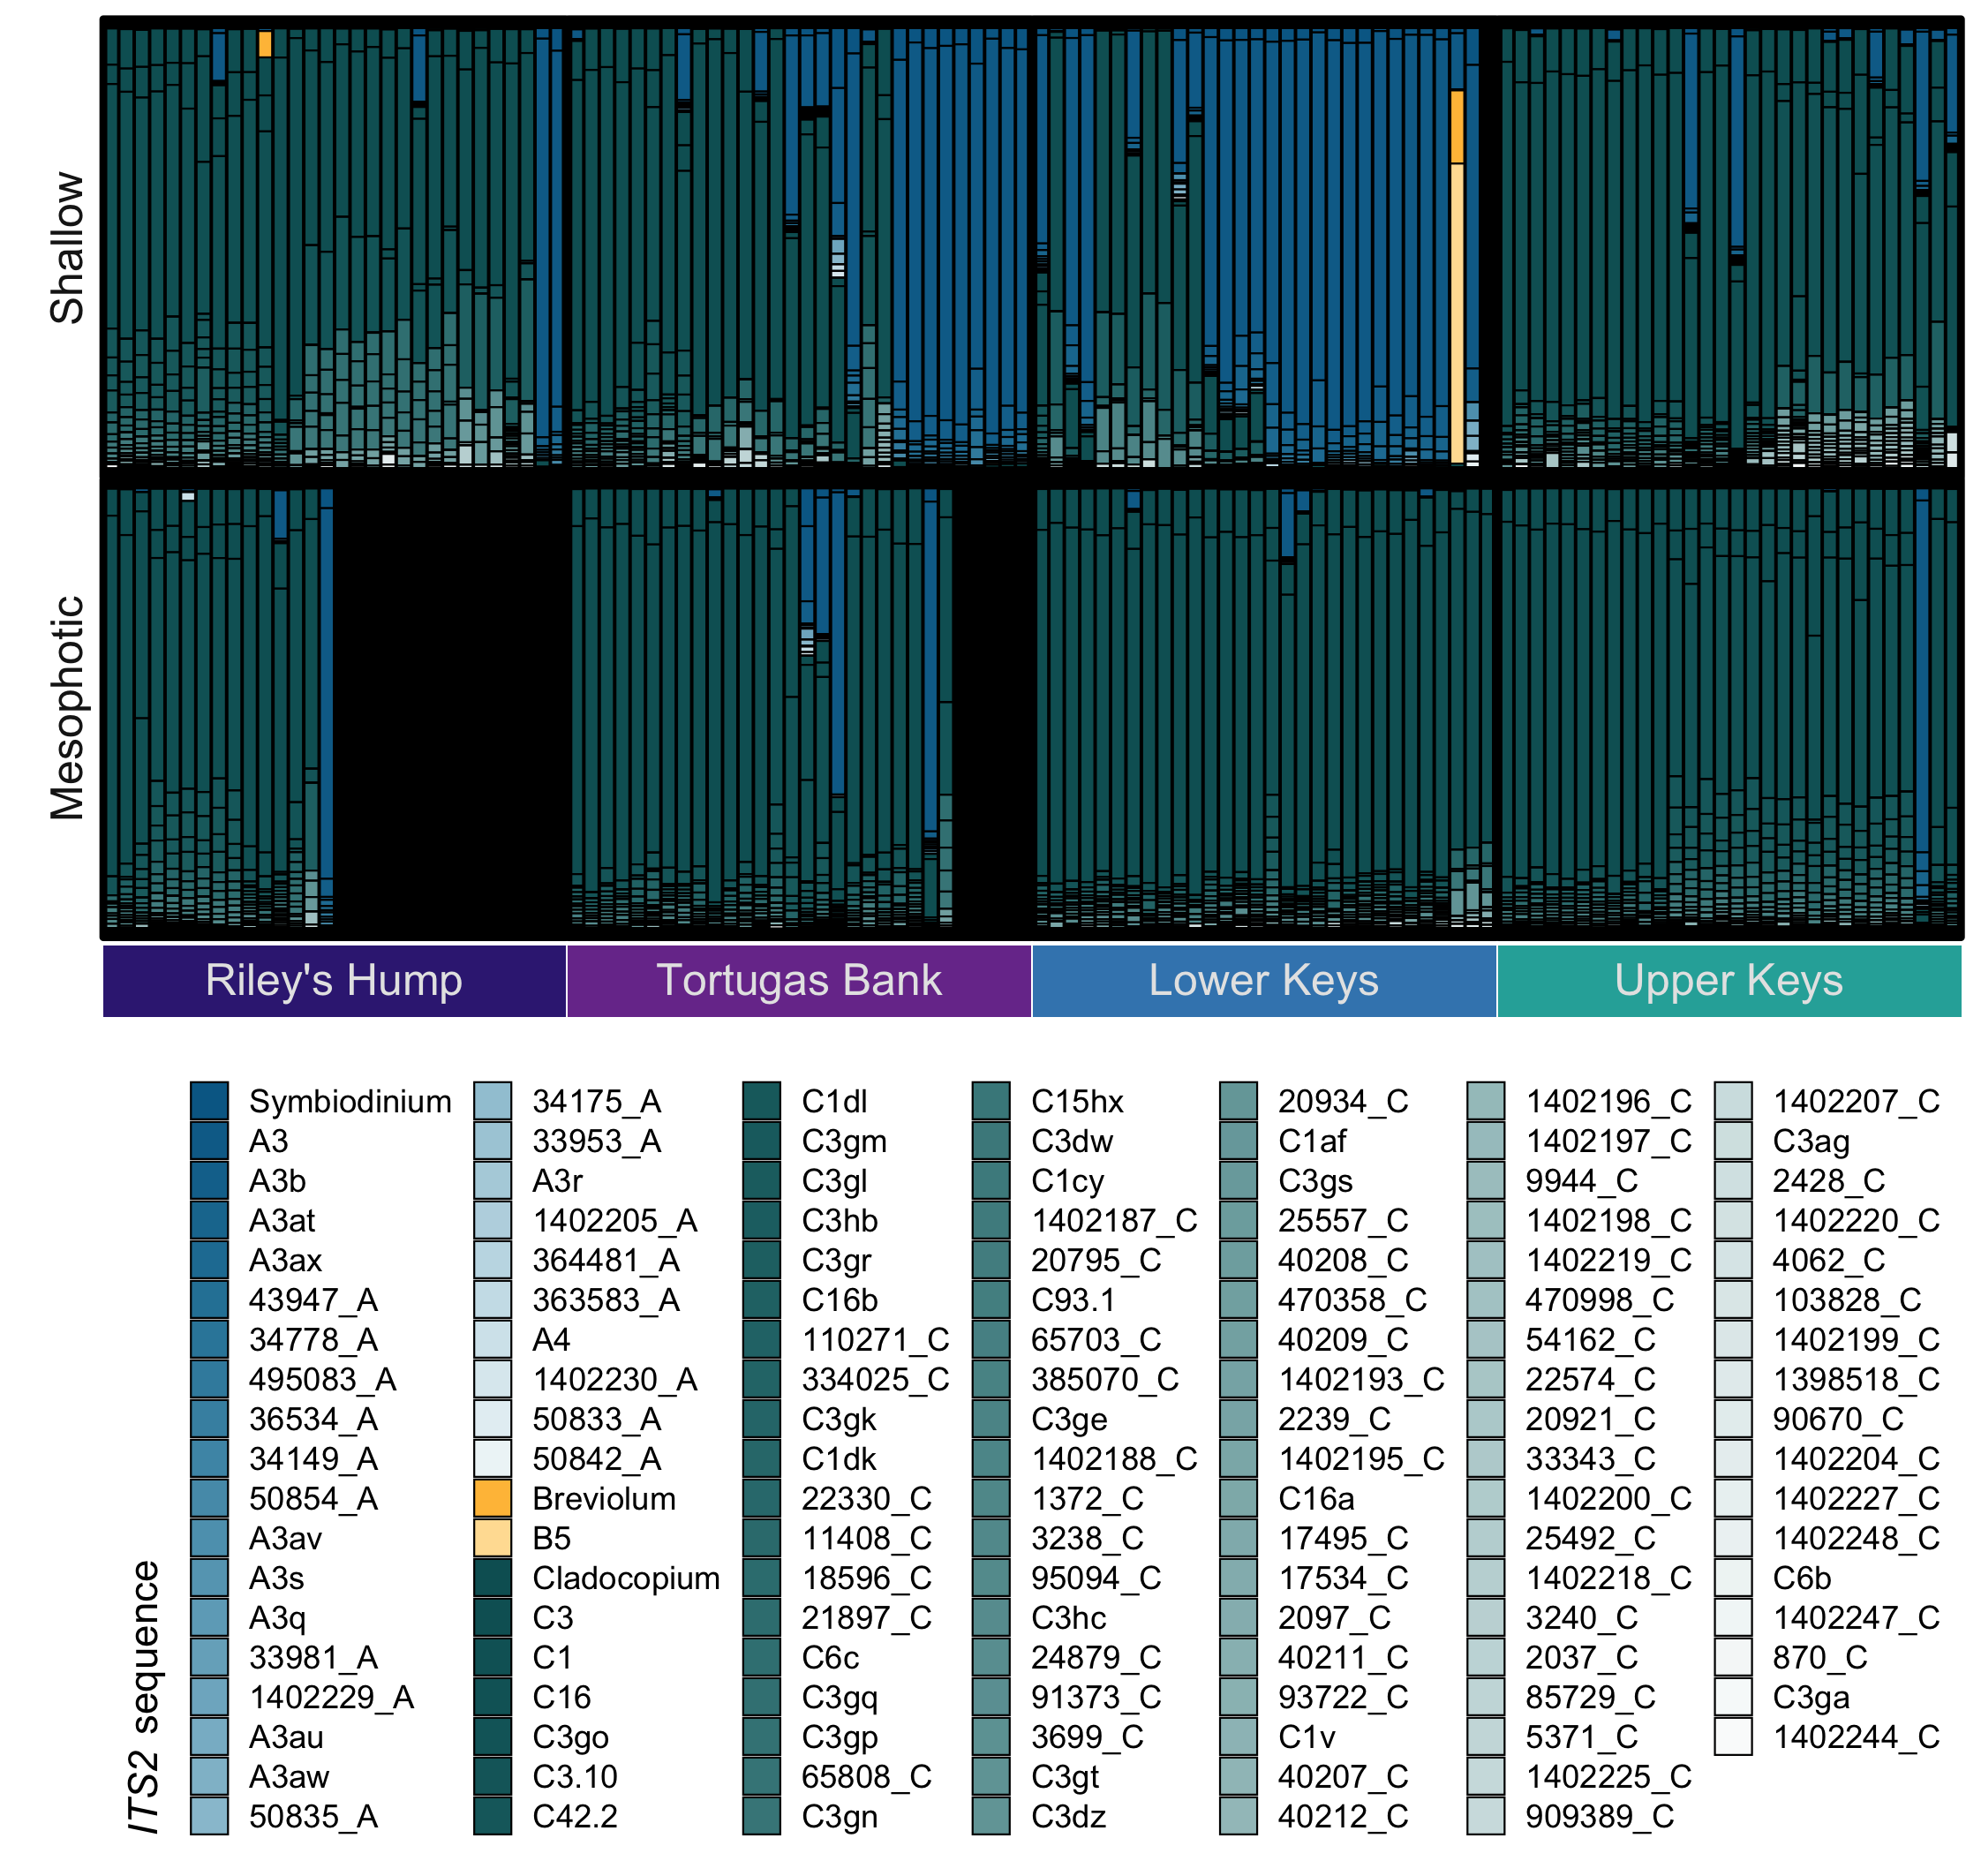 Shallow
Mesophotic
Riley's Hump
Tortugas Bank
Lower Keys
Upper Keys
ITS2 sequence
Symbiodinium
A3
A3b
A3at
A3ax
43947_A
34778_A
495083_A
36534_A
34149_A
50854_A
A3av
A3s
A3q
33981_A
1402229_A
A3au
A3aw
50835_A
34175_A
33953_A
A3r
1402205_A
364481_A
363583_A
A4
1402230_A
50833_A
50842_A
Breviolum
B5
Cladocopium
C3
C1
C16
C3go
C3.10
C42.2
C1dl
C3gm
C3gl
C3hb
C3gr
C16b
110271_C
334025_C
C3gk
C1dk
22330_C
11408_C
18596_C
21897_C
C6c
C3gq
C3gp
65808_C
C3gn
C15hx
C3dw
C1cy
1402187_C
20795_C
C93.1
65703_C
385070_C
C3ge
1402188_C
1372_C
3238_C
95094_C
C3hc
24879_C
91373_C
3699_C
C3gt
C3dz
20934_C
C1af
C3gs
25557_C
40208_C
470358_C
40209_C
1402193_C
2239_C
1402195_C
C16a
17495_C
17534_C
2097_C
40211_C
93722_C
C1v
40207_C
40212_C
1402196_C
1402197_C
9944_C
1402198_C
1402219_C
470998_C
54162_C
22574_C
20921_C
33343_C
1402200_C
25492_C
1402218_C
3240_C
2037_C
85729_C
5371_C
1402225_C
909389_C
1402207_C
C3ag
2428_C
1402220_C
4062_C
103828_C
1402199_C
1398518_C
90670_C
1402204_C
1402227_C
1402248_C
C6b
1402247_C
870_C
C3ga
1402244_C